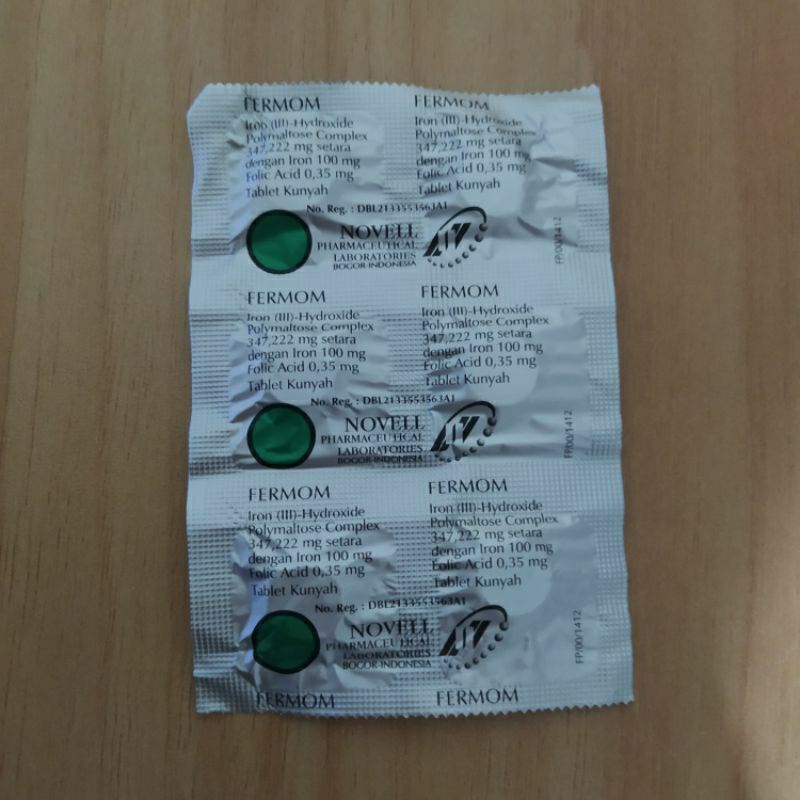 FERMOM
Iron (III)-Hydroxide
Polymaltose Complex
347,222 mg setara
dengan Iron 100 mg
Folic Acid 0,35 mg
Tablet Kunyah
FERMOM
Iron (III)-Hydroxide
Polymaltose Complex
347,222 mg setara
dengan Iron 100 mg
Folic Acid 0,35 mg
Tablet Kunyah
No. Reg. : DBL2133553563A1
NOVELL
PHARMACEUTICAL
LABORATORIES
BOGOR-INDONESIA
FP/00/1412
FERMOM
Iron (III)-Hydroxide
Polymaltose Complex
347,222 mg setara
dengan Iron 100 mg
Folic Acid 0,35 mg
Tablet Kunyah
FERMOM
Iron (III)-Hydroxide
Polymaltose Complex
347,222 mg setara
dengan Iron 100 mg
Folic Acid 0,35 mg
Tablet Kunyah
No. Reg. : DBL2133553563A1
NOVELL
PHARMACEUTICAL
LABORATORIES
BOGOR-INDONESIA
FP/00/1412
FERMOM
Iron (III)-Hydroxide
Polymaltose Complex
347,222 mg setara
dengan Iron 100 mg
Folic Acid 0,35 mg
Tablet Kunyah
FERMOM
Iron (III)-Hydroxide
Polymaltose Complex
347,222 mg setara
dengan Iron 100 mg
Folic Acid 0,35 mg
Tablet Kunyah
No. Reg. : DBL2133553563A1
NOVELL
PHARMACEUTICAL
LABORATORIES
BOGOR-INDONESIA
FP/00/1412
FERMOM
FERMOM